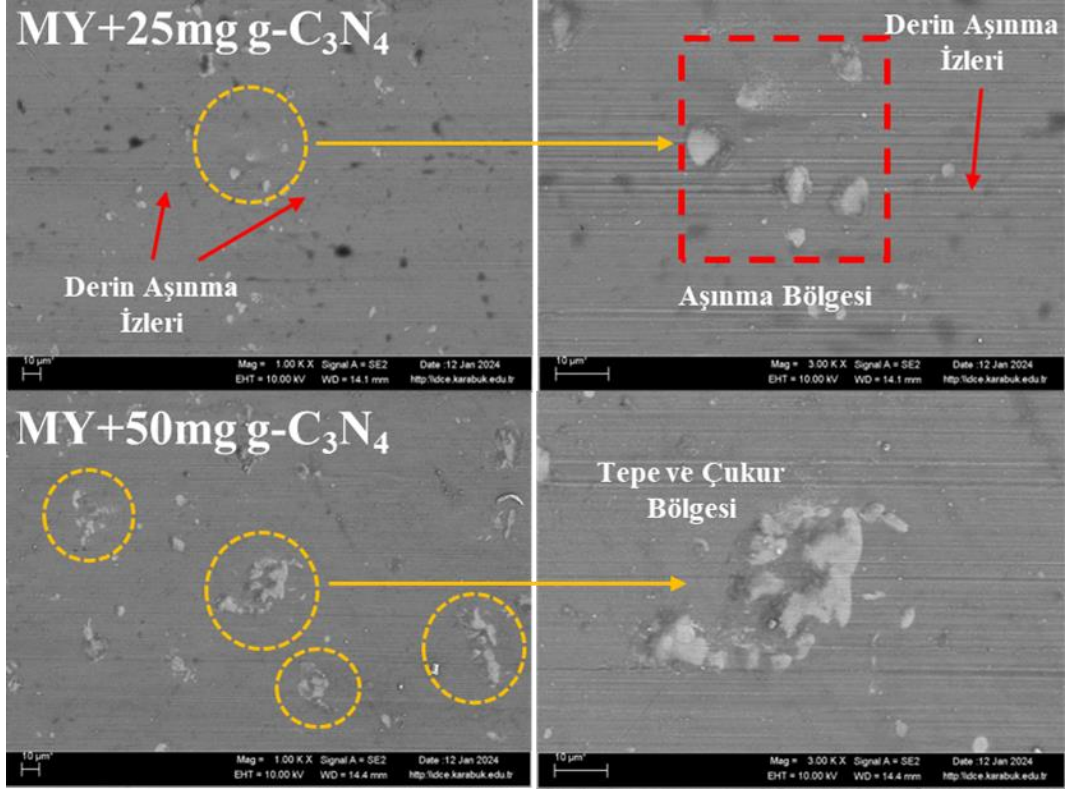 MY+25mg g-C₃N₄
Derin Aşınma
İzleri
10 µm
Mag = 1.00 K X Signal A = SE2 Date :12 Jan 2024
EHT = 10.00 kV WD = 14.1 mm http://idce.karabuk.edu.tr
Derin Aşınma
İzleri
Aşınma Bölgesi
10 µm
Mag = 3.00 K X Signal A = SE2 Date :12 Jan 2024
EHT = 10.00 kV WD = 14.1 mm http://idce.karabuk.edu.tr
MY+50mg g-C₃N₄
10 µm
Mag = 1.00 K X Signal A = SE2 Date :12 Jan 2024
EHT = 10.00 kV WD = 14.4 mm http://idce.karabuk.edu.tr
Tepe ve Çukur
Bölgesi
10 µm
Mag = 3.00 K X Signal A = SE2 Date :12 Jan 2024
EHT = 10.00 kV WD = 14.4 mm http://idce.karabuk.edu.tr